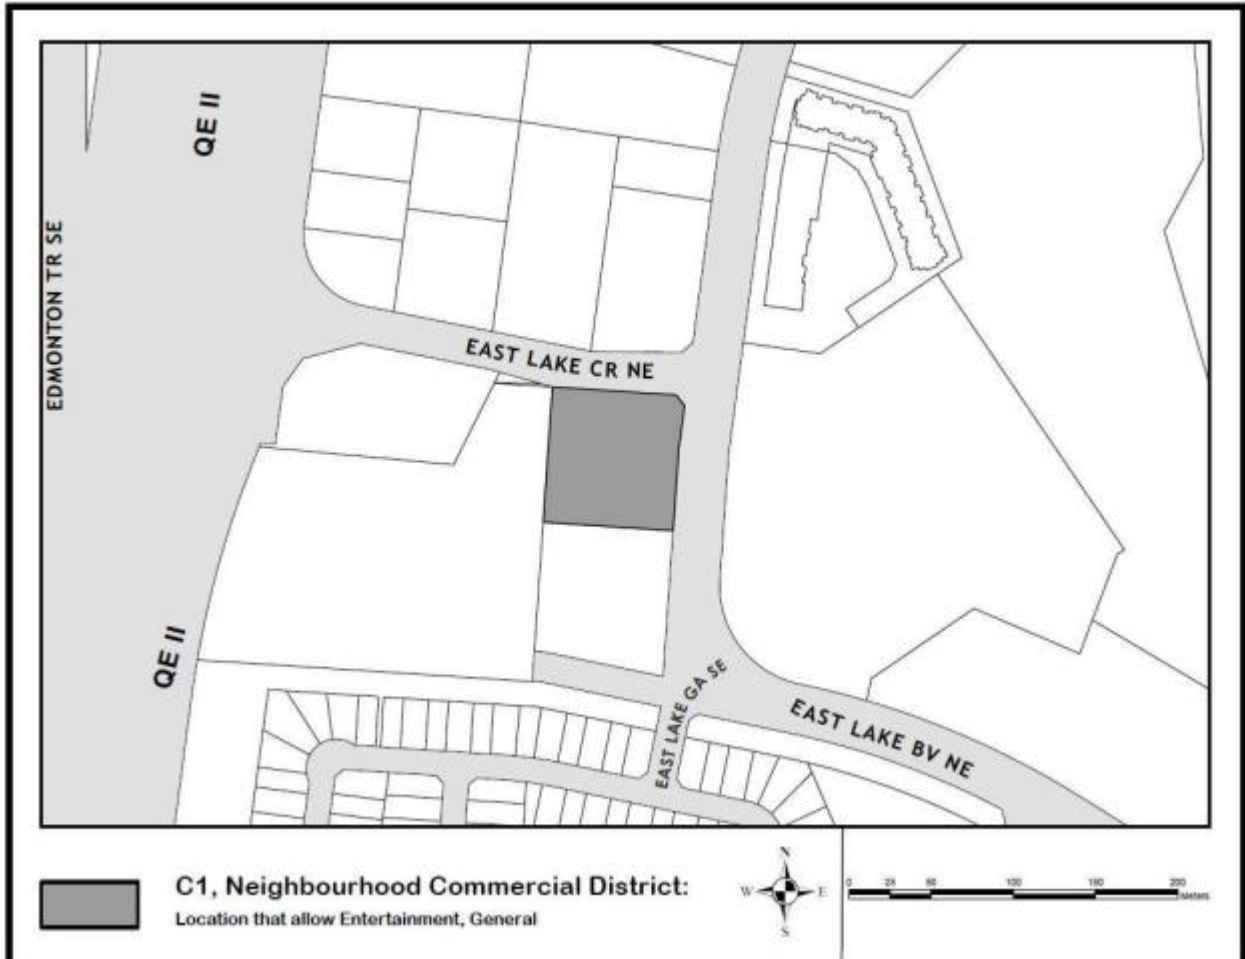 QE II
EDMONTON TR SE
EAST LAKE CR NE
QE II
EAST LAKE GA SE
EAST LAKE BV NE
C1, Neighbourhood Commercial District:
Location that allow Entertainment, General
N
W E
S
0 25 50 100 150 200
Meters